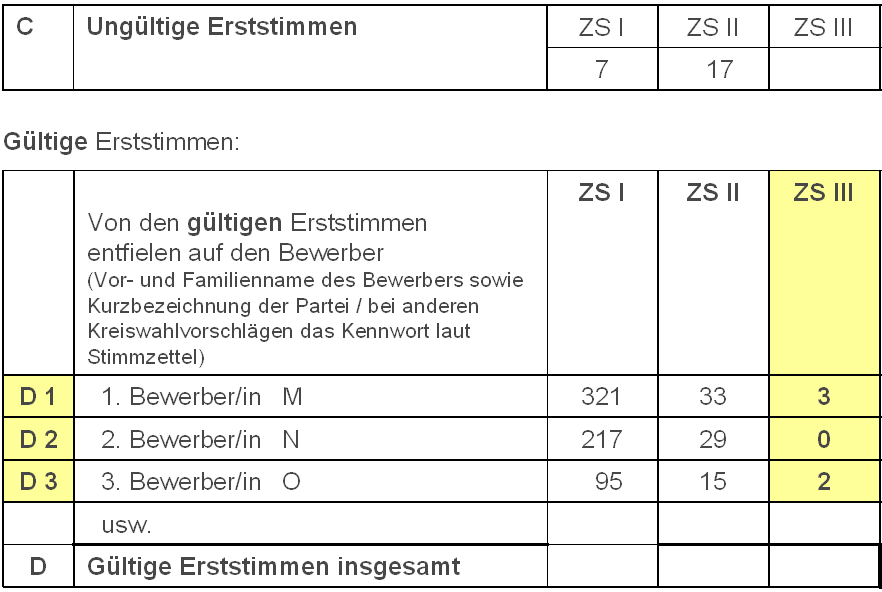 C Ungültige Erststimmen ZS I ZS II ZS III
7 17
Gültige Erststimmen:
ZS I ZS II ZS III
Von den gültigen Erststimmen
entfielen auf den Bewerber
(Vor- und Familienname des Bewerbers sowie
Kurzbezeichnung der Partei / bei anderen
Kreiswahlvorschlägen das Kennwort laut
Stimmzettel)
D 1 1. Bewerber/in M 321 33 3
D 2 2. Bewerber/in N 217 29 0
D 3 3. Bewerber/in O 95 15 2
usw.
D Gültige Erststimmen insgesamt